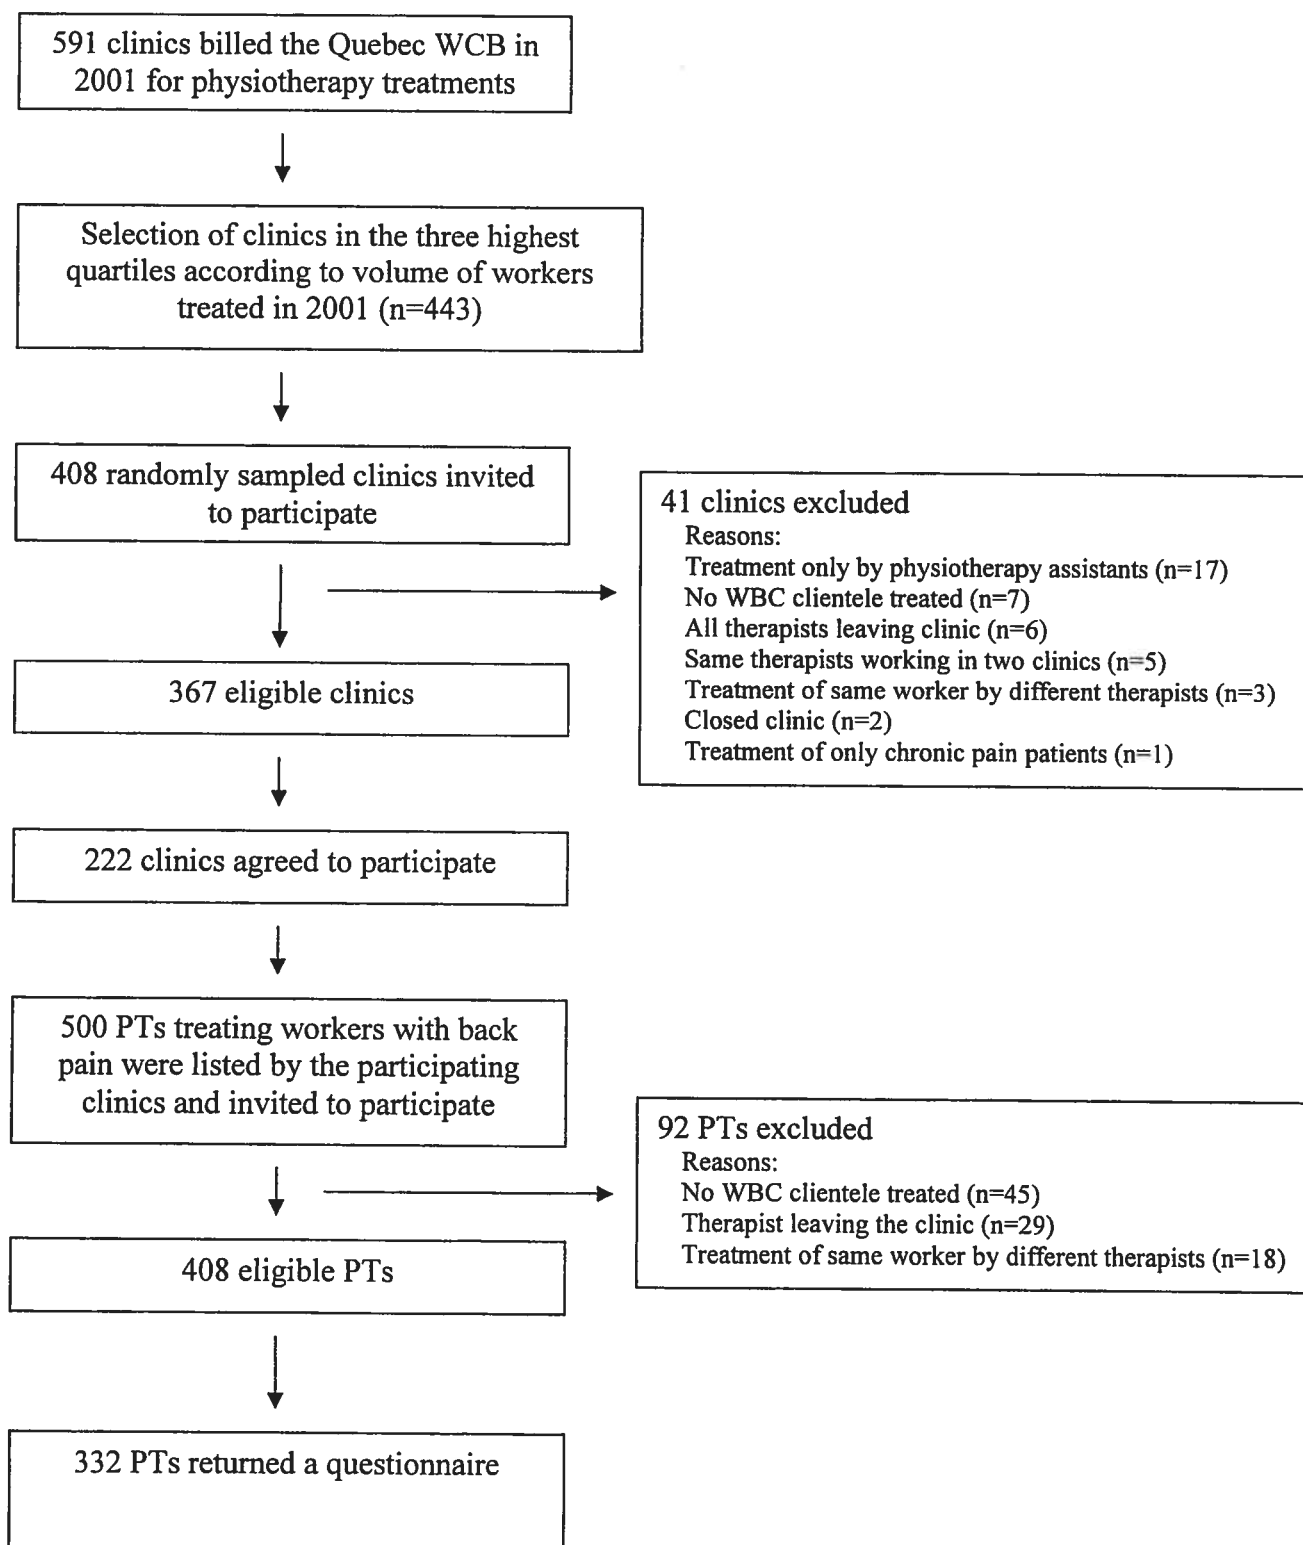 591 clinics billed the Quebec WCB in
2001 for physiotherapy treatments
Selection of clinics in the three highest
quartiles according to volume of workers
treated in 2001 (n=443)
408 randomly sampled clinics invited
to participate
41 clinics excluded
Reasons:
Treatment only by physiotherapy assistants (n=17)
No WBC clientele treated (n=7)
All therapists leaving clinic (n=6)
Same therapists working in two clinics (n=5)
Treatment of same worker by different therapists (n=3)
Closed clinic (n=2)
Treatment of only chronic pain patients (n=1)
367 eligible clinics
222 clinics agreed to participate
500 PTs treating workers with back
pain were listed by the participating
clinics and invited to participate
92 PTs excluded
Reasons:
No WBC clientele treated (n=45)
Therapist leaving the clinic (n=29)
Treatment of same worker by different therapists (n=18)
408 eligible PTs
332 PTs returned a questionnaire